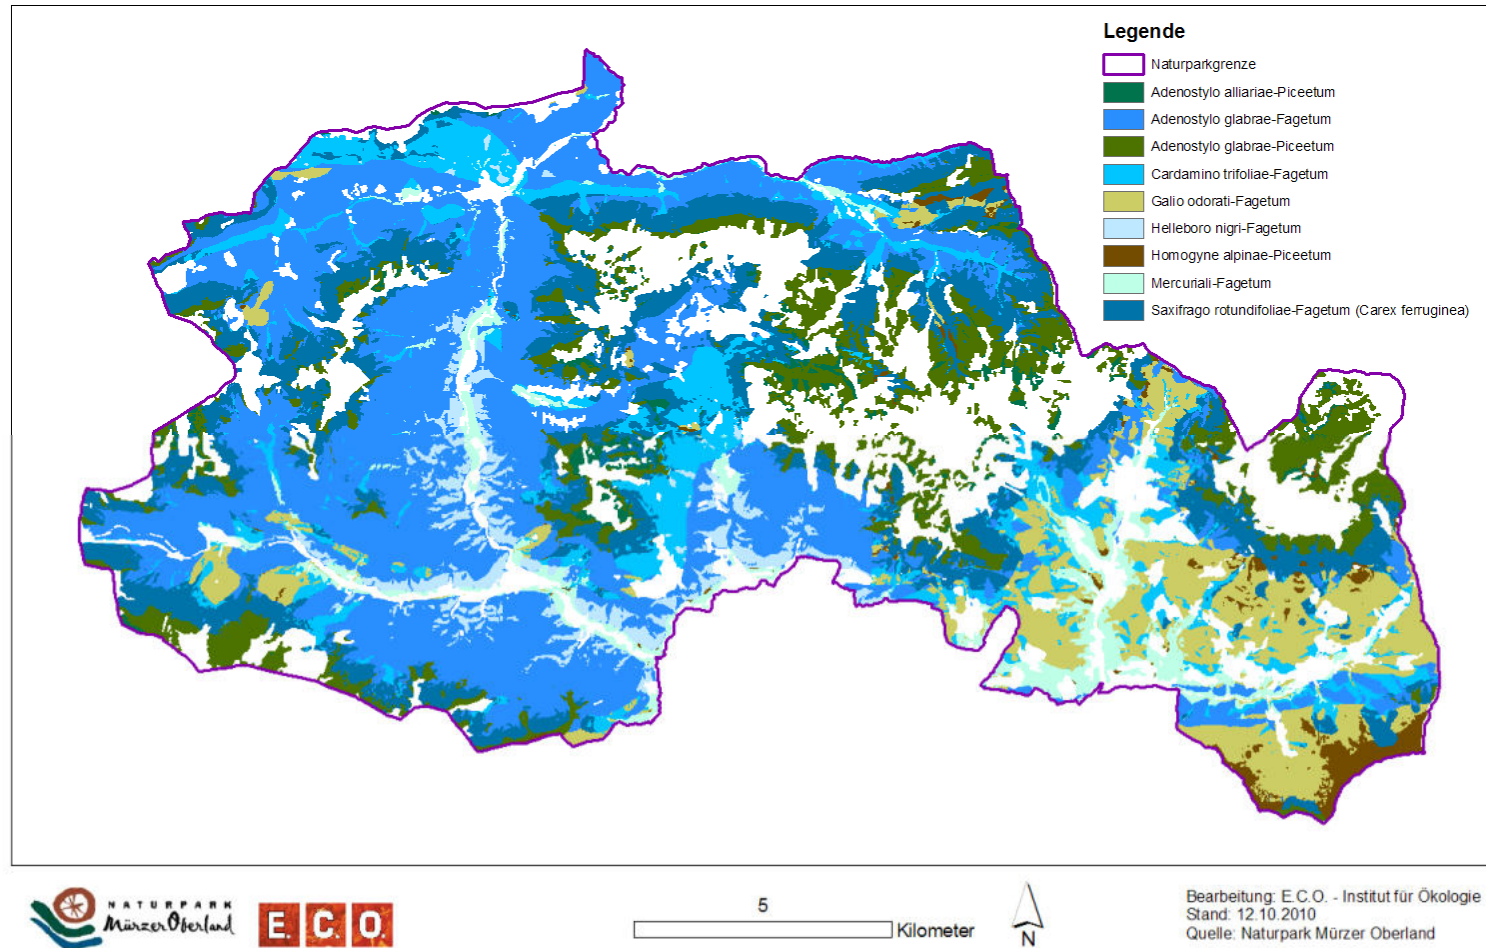 Legende
Naturparkgrenze
Adenostylo alliariae-Piceetum
Adenostylo glabrae-Fagetum
Adenostylo glabrae-Piceetum
Cardamino trifoliae-Fagetum
Galio odorati-Fagetum
Helleboro nigri-Fagetum
Homogyne alpinae-Piceetum
Mercuriali-Fagetum
Saxifrago rotundifoliae-Fagetum (Carex ferruginea)
NATURPARK
Mürzer Oberland
E.C.O.
5
Kilometer
N
Bearbeitung: E.C.O. - Institut für Ökologie
Stand: 12.10.2010
Quelle: Naturpark Mürzer Oberland